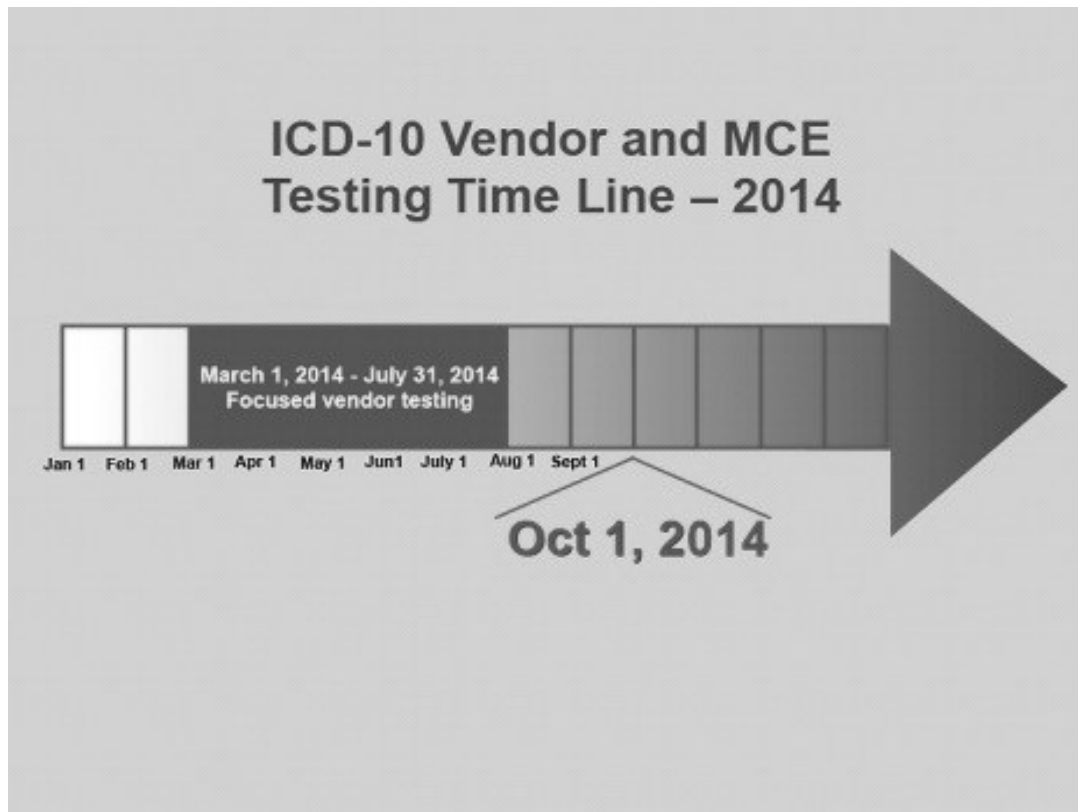 ICD-10 Vendor and MCE
Testing Time Line – 2014
March 1, 2014 - July 31, 2014
Focused vendor testing
Jan 1 Feb 1 Mar 1 Apr 1 May 1 Jun1 July 1 Aug 1 Sept 1
Oct 1, 2014